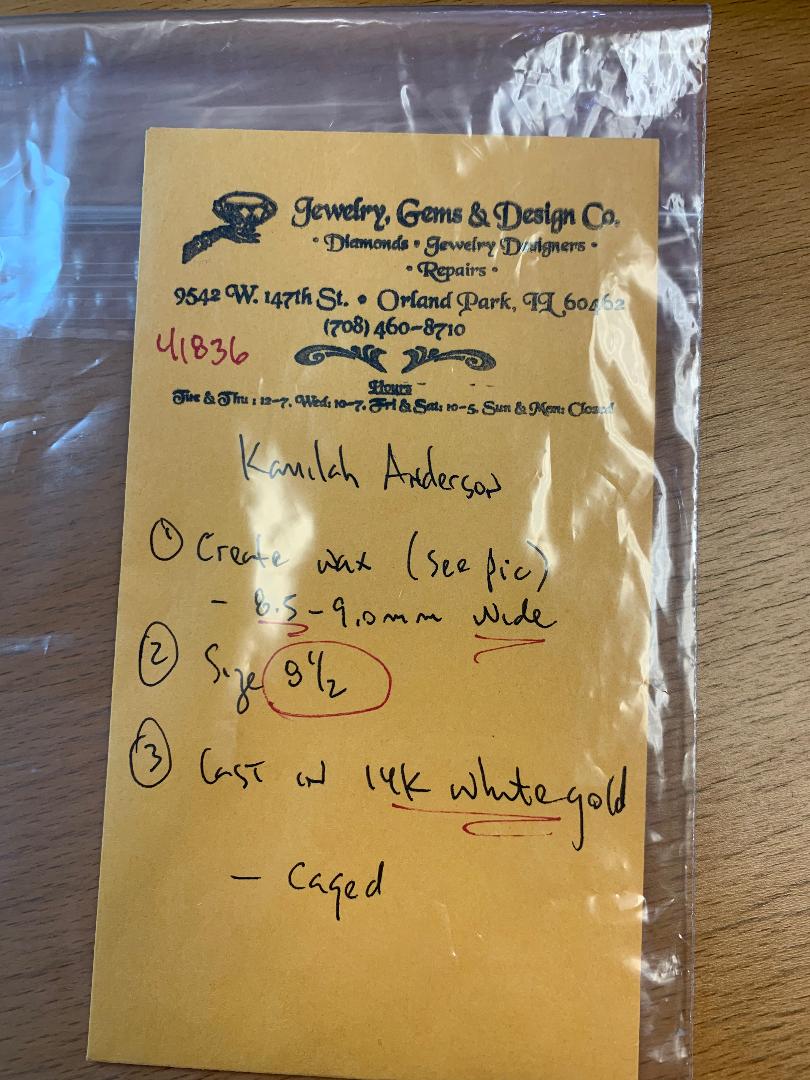 Jewelry, Gems & Design Co.
• Diamonds • Jewelry Designers •
• Repairs •
9542 W. 147th St. • Orland Park, IL 60462
(708) 460-8710
41836
Hours
Tue & Thu: 12-7, Wed: 10-7, Fri & Sat: 10-5, Sun & Mon: Closed
Kamilah Anderson
① Create wax (see pic)
- 8.5-9.0mm Wide
② Size 9 1/2
③ Cast in 14K white gold
- Caged